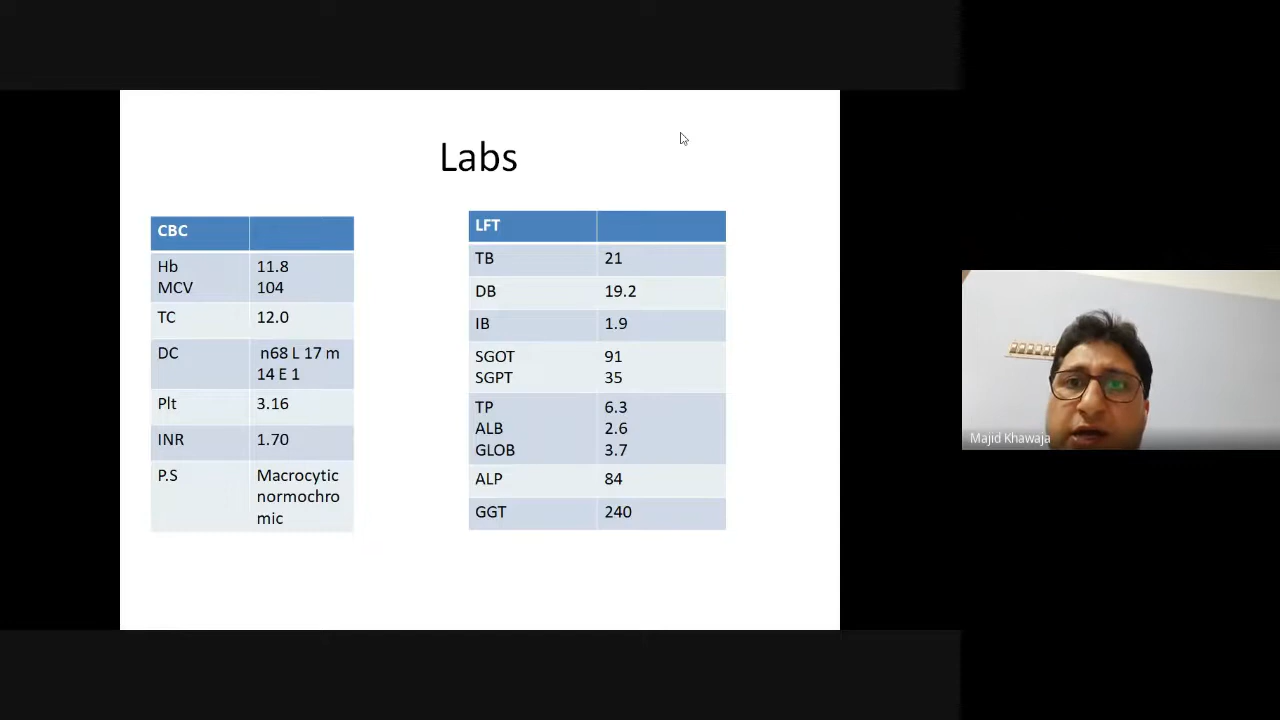 Labs
CBC
Hb 11.8
MCV 104
TC 12.0
DC n68 L 17 m
14 E 1
Plt 3.16
INR 1.70
P.S Macrocytic
normochro
mic
LFT
TB 21
DB 19.2
IB 1.9
SGOT 91
SGPT 35
TP 6.3
ALB 2.6
GLOB 3.7
ALP 84
GGT 240
Majid Khawaja